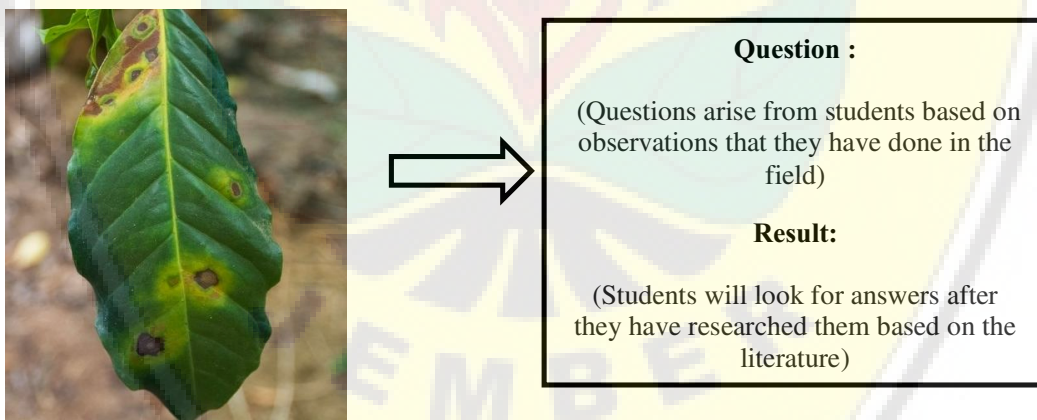 Question :
(Questions arise from students based on
observations that they have done in the
field)
Result:
(Students will look for answers after
they have researched them based on the
literature)
EMBER